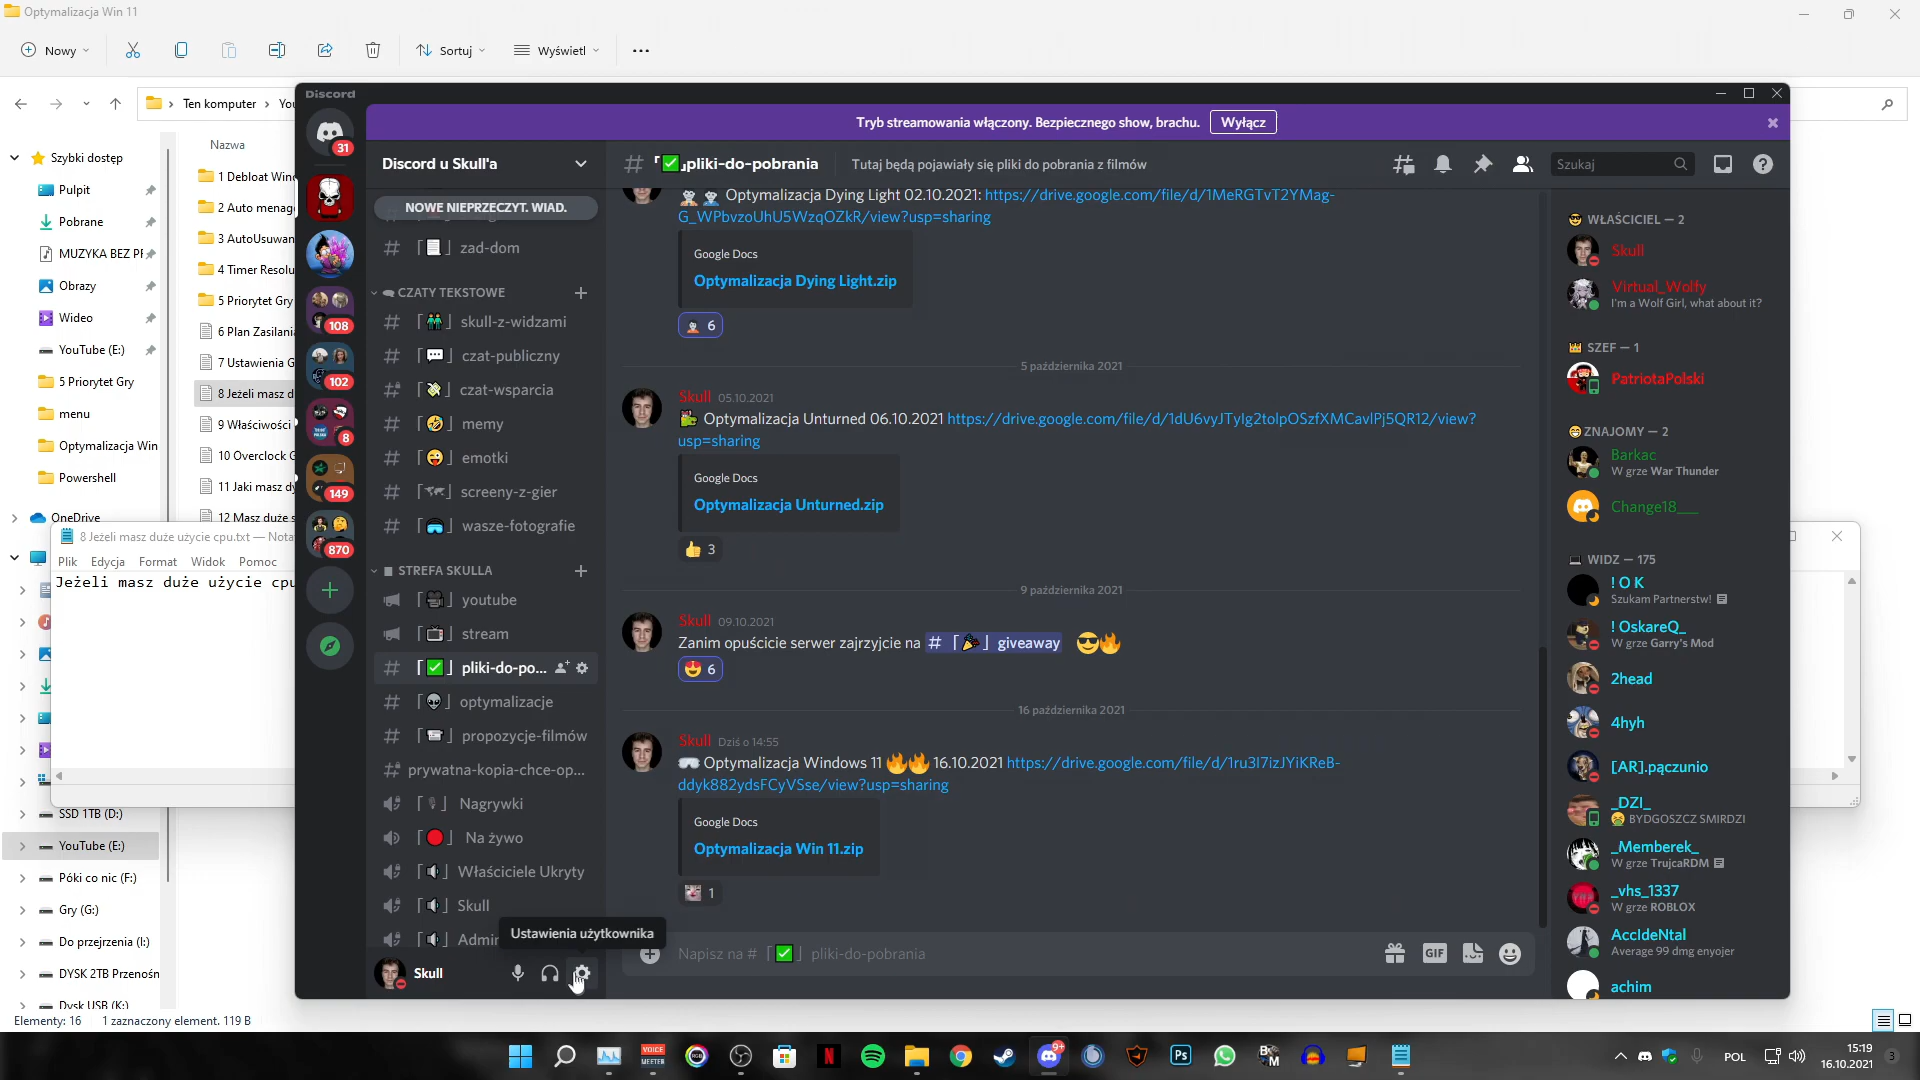 Optymalizacja Win 11
Nowy
Sortuj
Wyświetl
Ten komputer
Nazwa
Szybki dostęp
Pulpit
Pobrane
MUZYKA BEZ
Obrazy
Wideo
YouTube (E:)
5 Priorytet Gry
menu
Optymalizacja Win
Powershell
OneDrive
SSD 1TB (D:)
YouTube (E:)
Póki co nic (F:)
Gry (G:)
Do przejrzenia (I:)
DYSK 2TB Przenośn
Dysk USB (K:)
Elementy: 16
1 zaznaczony element. 119 B
1 Debloat Win
2 Auto menag
3 AutoUsuwan
4 Timer Resolu
5 Priorytet Gry
6 Plan Zasilani
7 Ustawienia G
8 Jeżeli masz d
9 Właściwości
10 Overclock G
11 Jaki masz dy
12 Masz duże s
8 Jeżeli masz duże użycie cpu.txt — Nota
Plik Edycja Format Widok Pomoc
Jeżeli masz duże użycie cpu
Discord
31
108
102
8
149
870
Tryb streamowania włączony. Bezpiecznego show, brachu.
Wyłącz
Discord u Skull'a
NOWE NIEPRZECZYT. WIAD.
zad-dom
CZATY TEKSTOWE
skull-z-widzami
czat-publiczny
czat-wsparcia
memy
emotki
screeny-z-gier
wasze-fotografie
STREFA SKULLA
youtube
stream
pliki-do-po...
optymalizacje
propozycje-filmów
prywatna-kopia-chce-op...
Nagrywki
Na żywo
Właściciele Ukryty
Skull
Admin
Ustawienia użytkownika
Skull
pliki-do-pobrania
Tutaj będą pojawiały się pliki do pobrania z filmów
Szukaj
Optymalizacja Dying Light 02.10.2021: https://drive.google.com/file/d/1MeRGTvT2YMag-
G_WPbvzoUhU5WzqOZkR/view?usp=sharing
Google Docs
Optymalizacja Dying Light.zip
6
5 października 2021
Skull 05.10.2021
Optymalizacja Unturned 06.10.2021 https://drive.google.com/file/d/1dU6vyJTyIg2tolpOSzfXMCavlPj5QR12/view?
usp=sharing
Google Docs
Optymalizacja Unturned.zip
3
9 października 2021
Skull 09.10.2021
Zanim opuścicie serwer zajrzyjcie na # giveaway
6
16 października 2021
Skull Dziś o 14:55
Optymalizacja Windows 11 16.10.2021 https://drive.google.com/file/d/1ru3I7izJYiKReB-
ddyk882ydsFCyVSse/view?usp=sharing
Google Docs
Optymalizacja Win 11.zip
1
Napisz na # pliki-do-pobrania
GIF
WŁAŚCICIEL — 2
Skull
Virtual_Wolfy
I'm a Wolf Girl, what about it?
SZEF — 1
PatriotaPolski
ZNAJOMY — 2
Barkac
W grze War Thunder
Change18___
WIDZ — 175
! O K
Szukam Partnerstw!
! OskareQ_
W grze Garry's Mod
2head
4hyh
[AR].pączunio
_DZI_
BYDGOSZCZ SMIRDZI
_Memberek_
W grze TrujcaRDM
_vhs_1337
W grze ROBLOX
AccIdeNtal
Average 99 dmg enyojer
achim
VOICE MEETER
9+
Ps
POL
15:19
16.10.2021
3